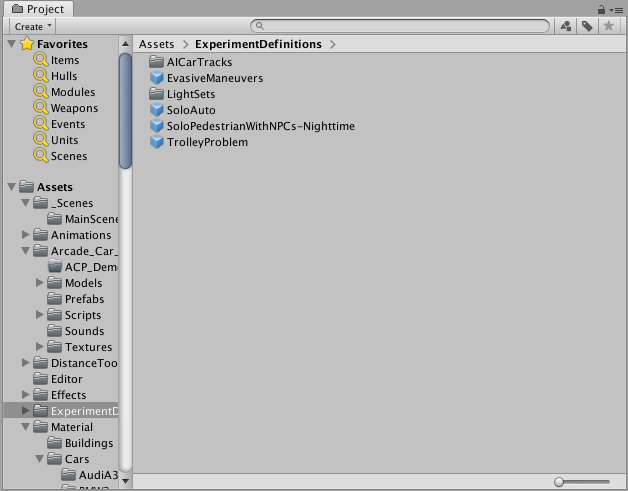 Project
Create
Favorites
Items
Hulls
Modules
Weapons
Events
Units
Scenes
Assets
_Scenes
MainScene
Animations
Arcade_Car_
ACP_Dem
Models
Prefabs
Scripts
Sounds
Textures
DistanceToo
Editor
Effects
ExperimentD
Material
Buildings
Cars
AudiA3
Assets > ExperimentDefinitions >
AICarTracks
EvasiveManeuvers
LightSets
SoloAuto
SoloPedestrianWithNPCs-Nighttime
TrolleyProblem